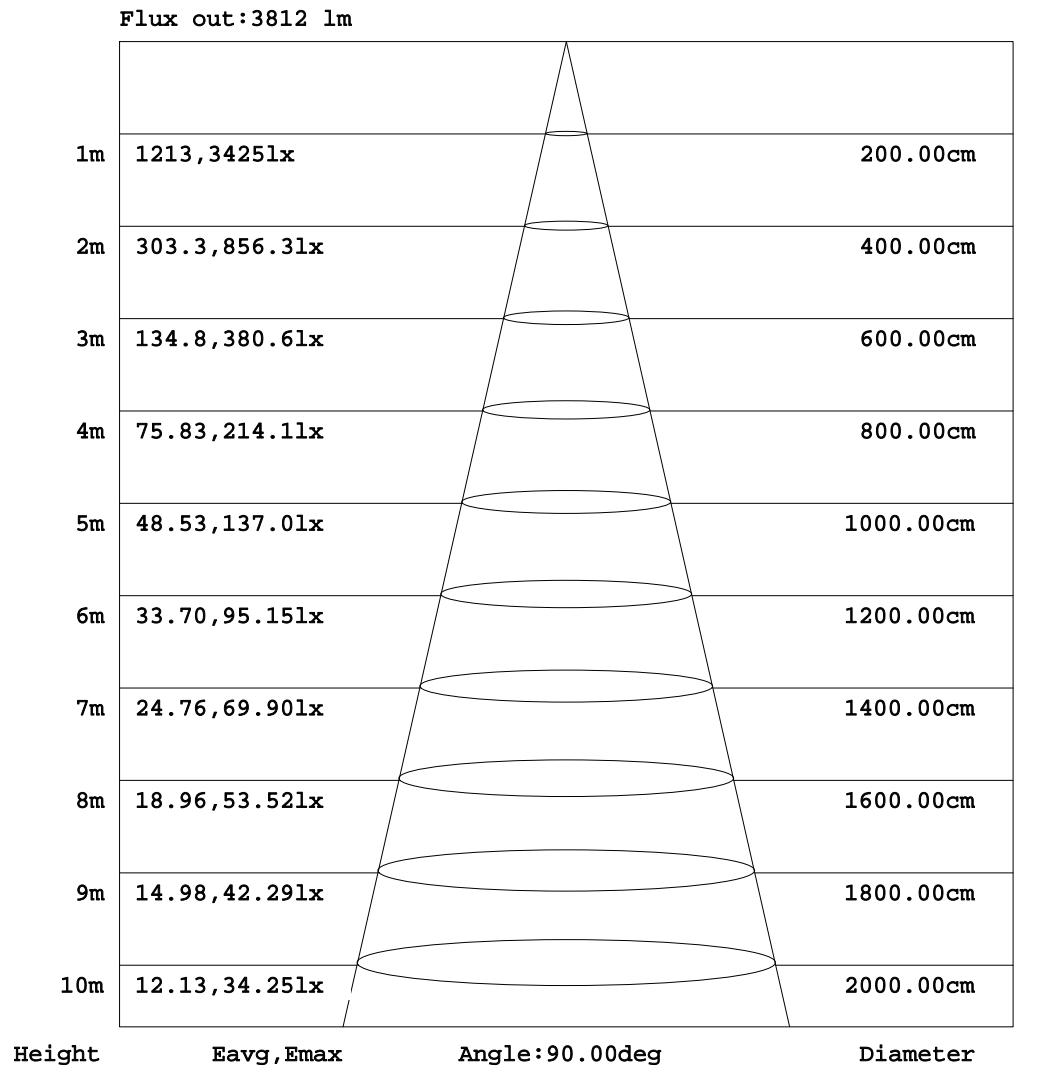 Flux out:3812 lm
1m 1213,3425lx 200.00cm
2m 303.3,856.3lx 400.00cm
3m 134.8,380.6lx 600.00cm
4m 75.83,214.1lx 800.00cm
5m 48.53,137.0lx 1000.00cm
6m 33.70,95.15lx 1200.00cm
7m 24.76,69.90lx 1400.00cm
8m 18.96,53.52lx 1600.00cm
9m 14.98,42.29lx 1800.00cm
10m 12.13,34.25lx 2000.00cm
Height Eavg,Emax Angle:90.00deg Diameter